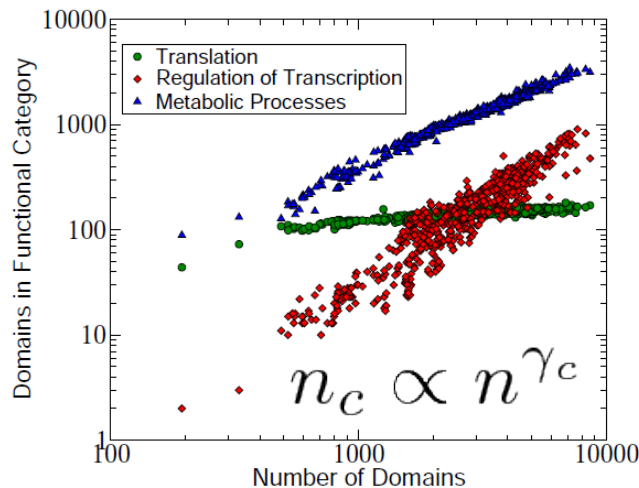 10000
Translation
Regulation of Transcription
Metabolic Processes
1000
100
10
1
Domains in Functional Category
n_c ∝ n^{γ_c}
100 1000 10000
Number of Domains